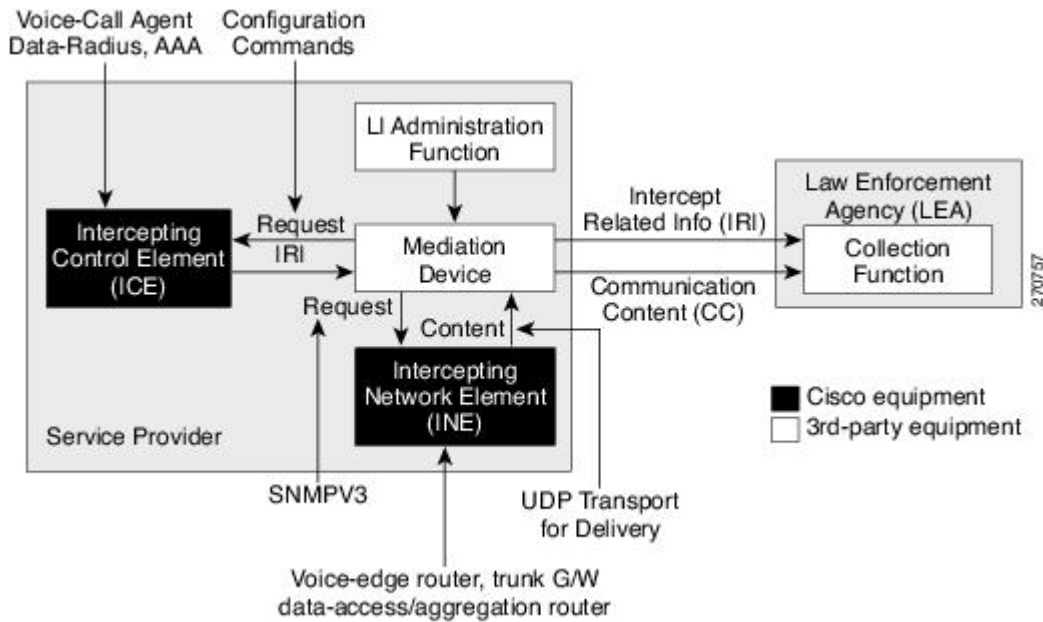 Voice-Call Agent
Data-Radius, AAA
Configuration
Commands
LI Administration
Function
Intercepting
Control Element
(ICE)
Request
IRI
Mediation
Device
Intercept
Related Info (IRI)
Communication
Content (CC)
Law Enforcement
Agency (LEA)
Collection
Function
270757
Request
Content
Intercepting
Network Element
(INE)
Service Provider
Cisco equipment
3rd-party equipment
SNMPV3
UDP Transport
for Delivery
Voice-edge router, trunk G/W
data-access/aggregation router